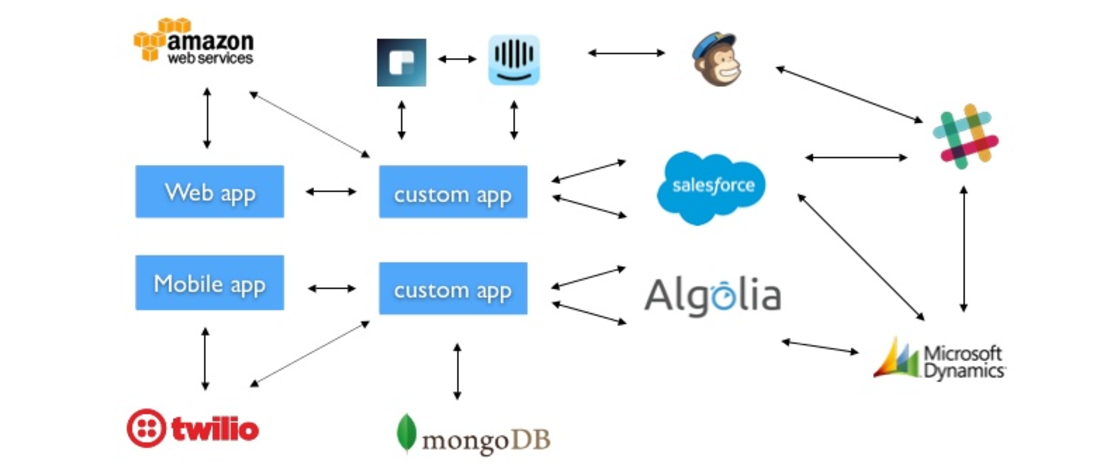 amazon
web services
Web app
custom app
salesforce
Mobile app
custom app
Algolia
Microsoft
Dynamics
twilio
mongoDB